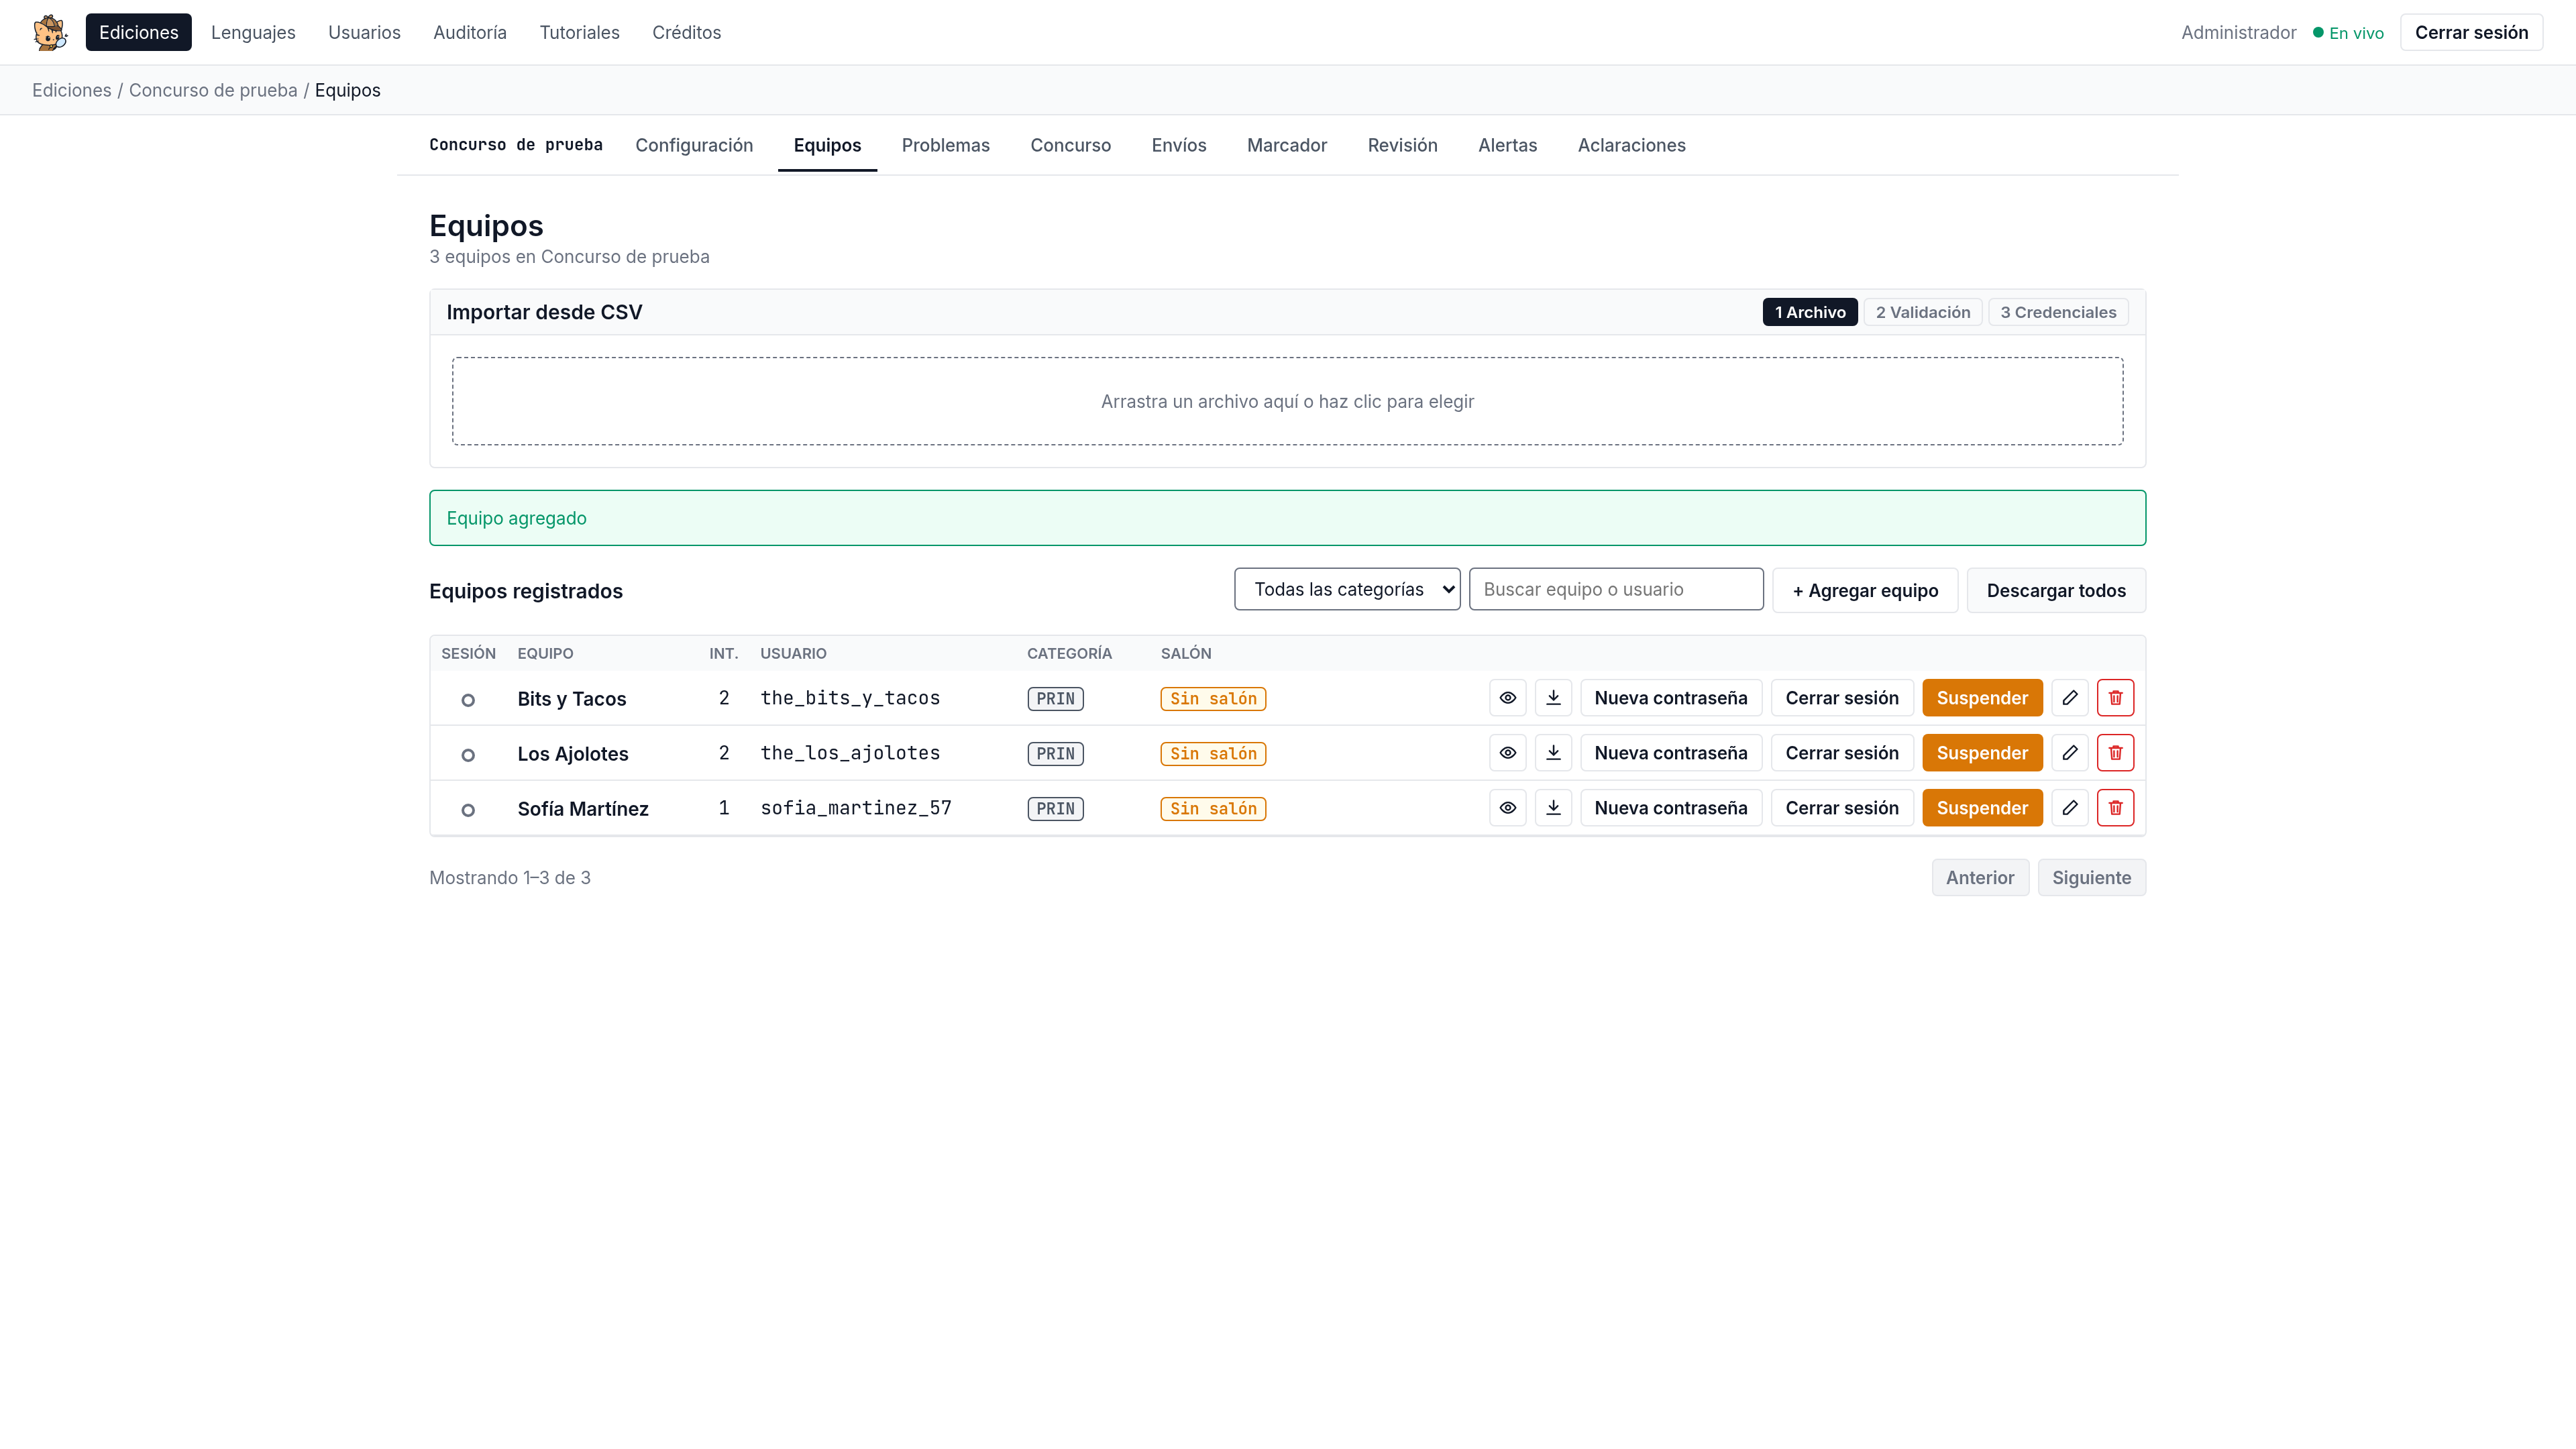 Ediciones Lenguajes Usuarios Auditoría Tutoriales Créditos Administrador En vivo Cerrar sesión
Ediciones / Concurso de prueba / Equipos
Concurso de prueba Configuración Equipos Problemas Concurso Envíos Marcador Revisión Alertas Aclaraciones
Equipos
3 equipos en Concurso de prueba
Importar desde CSV 1 Archivo 2 Validación 3 Credenciales
Arrastra un archivo aquí o haz clic para elegir
Equipo agregado
Equipos registrados Todas las categorías Buscar equipo o usuario + Agregar equipo Descargar todos
SESIÓN EQUIPO INT. USUARIO CATEGORÍA SALÓN
Bits y Tacos 2 the_bits_y_tacos PRIN Sin salón Nueva contraseña Cerrar sesión Suspender
Los Ajolotes 2 the_los_ajolotes PRIN Sin salón Nueva contraseña Cerrar sesión Suspender
Sofía Martínez 1 sofia_martinez_57 PRIN Sin salón Nueva contraseña Cerrar sesión Suspender
Mostrando 1–3 de 3 Anterior Siguiente